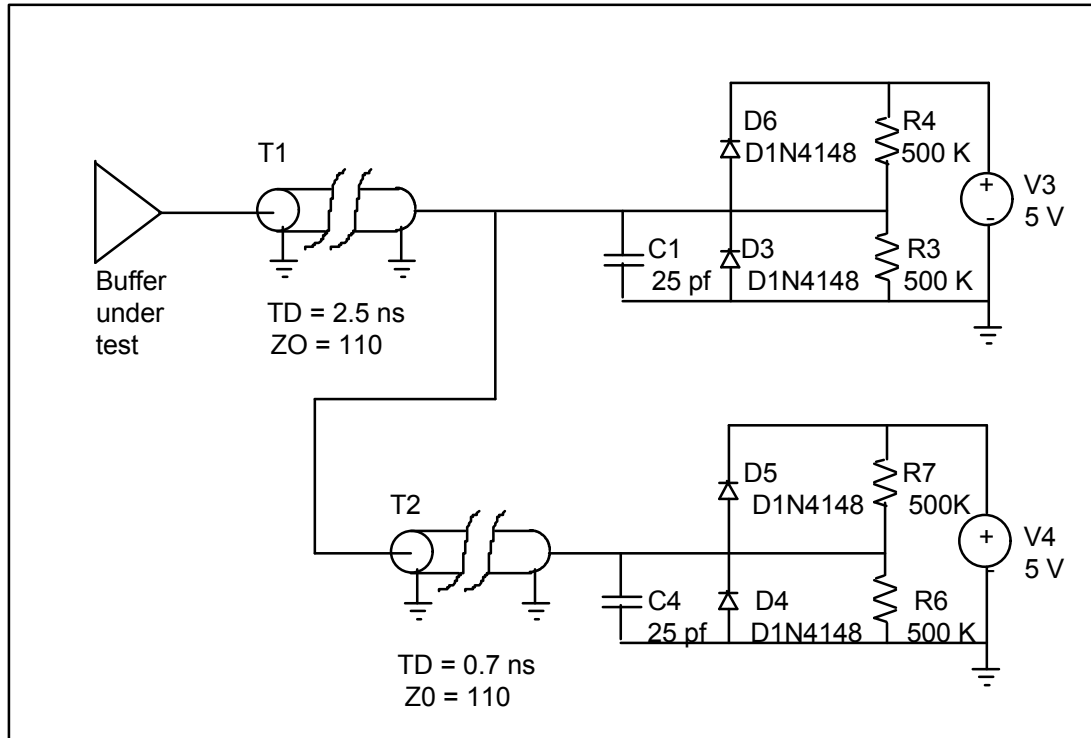 D6
D1N4148
R4
500 K
T1
V3
5 V
+
-
Buffer
under
test
C1
25 pf
D3
D1N4148
R3
500 K
TD = 2.5 ns
ZO = 110
D5
D1N4148
R7
500K
T2
V4
5 V
+
-
C4
25 pf
D4
D1N4148
R6
500 K
TD = 0.7 ns
Z0 = 110